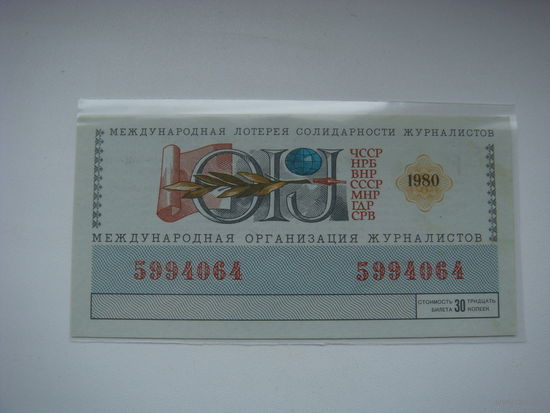 МЕЖДУНАРОДНАЯ ЛОТЕРЕЯ СОЛИДАРНОСТИ ЖУРНАЛИСТОВ
OIJ
ЧССР
НРБ
ВНР
СССР
МНР
ГДР
СРВ
1980
МЕЖДУНАРОДНАЯ ОРГАНИЗАЦИЯ ЖУРНАЛИСТОВ
5994064 5994064
СТОИМОСТЬ 30 ТРИДЦАТЬ
БИЛЕТА КОПЕЕК